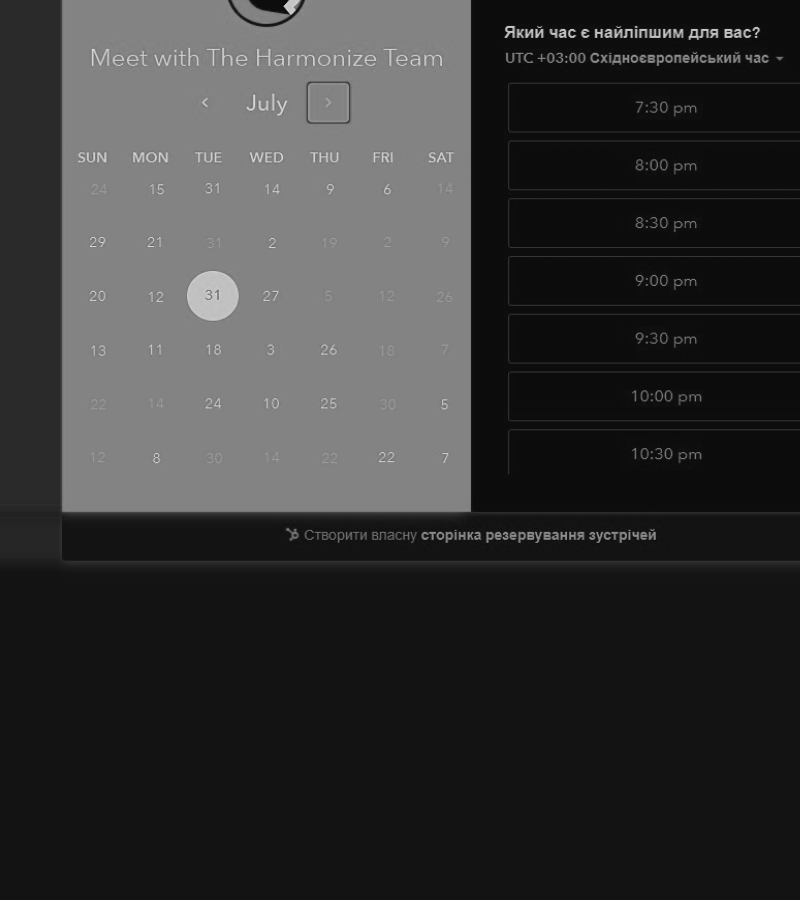 Meet with The Harmonize Team
July
SUN MON TUE WED THU FRI SAT
24 15 31 14 9 6 14
29 21 31 2 19 2 9
20 12 31 27 5 12 26
13 11 18 3 26 18 7
22 14 24 10 25 30 5
12 8 30 14 22 22 7
Який час є найліпшим для вас?
UTC +03:00 Східноєвропейський час
7:30 pm
8:00 pm
8:30 pm
9:00 pm
9:30 pm
10:00 pm
10:30 pm
Створити власну сторінка резервування зустрічей